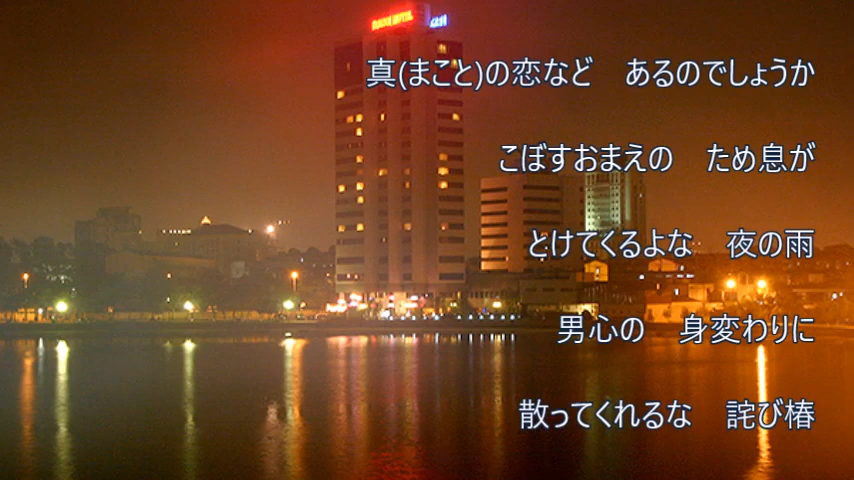 真(まこと)の恋など　あるのでしょうか
こぼすおまえの　ため息が
とけてくるよな　夜の雨
男心の　身変わりに
散ってくれるな　詫び椿